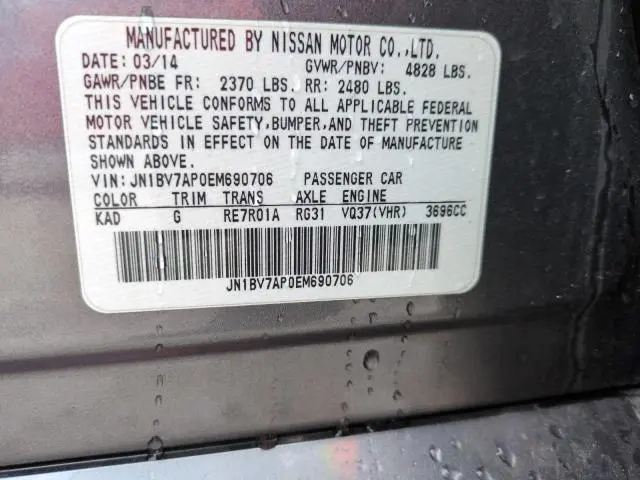 MANUFACTURED BY NISSAN MOTOR CO.,LTD.
DATE: 03/14 GVWR/PNBV: 4828 LBS.
GAWR/PNBE FR: 2370 LBS. RR: 2480 LBS.
THIS VEHICLE CONFORMS TO ALL APPLICABLE FEDERAL
MOTOR VEHICLE SAFETY,BUMPER,AND THEFT PREVENTION
STANDARDS IN EFFECT ON THE DATE OF MANUFACTURE
SHOWN ABOVE.
VIN: JN1BV7AP0EM690706 PASSENGER CAR
COLOR TRIM TRANS AXLE ENGINE
KAD G RE7R01A RG31 VQ37(VHR) 3696CC
JN1BV7AP0EM690706